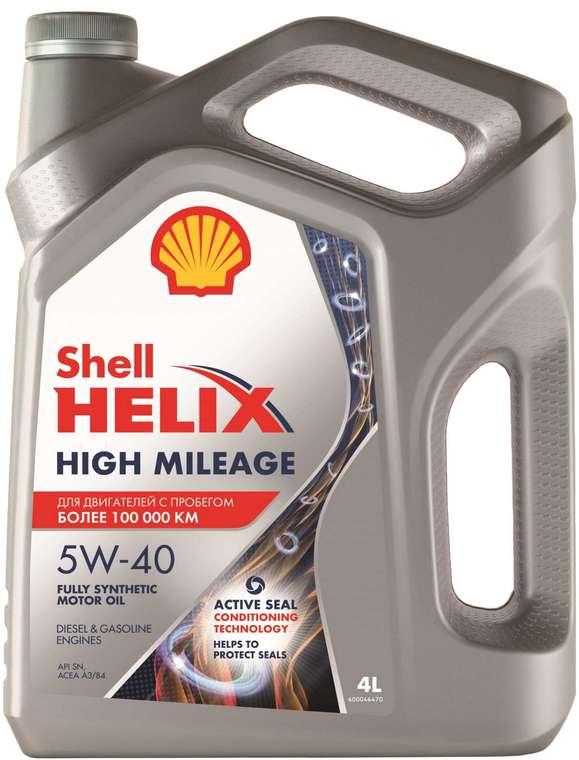 Shell
HELIX
HIGH MILEAGE
ДЛЯ ДВИГАТЕЛЕЙ С ПРОБЕГОМ
БОЛЕЕ 100 000 КМ
5W-40
FULLY SYNTHETIC
MOTOR OIL
DIESEL & GASOLINE
ENGINES
API SN,
ACEA A3/B4
ACTIVE SEAL
CONDITIONING
TECHNOLOGY
HELPS TO
PROTECT SEALS
4L
600046470